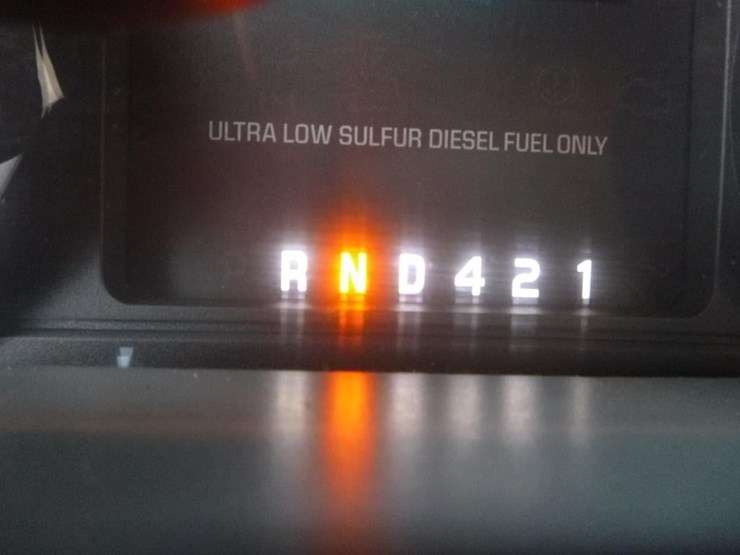 ULTRA LOW SULFUR DIESEL FUEL ONLY
R N D 4 2 1